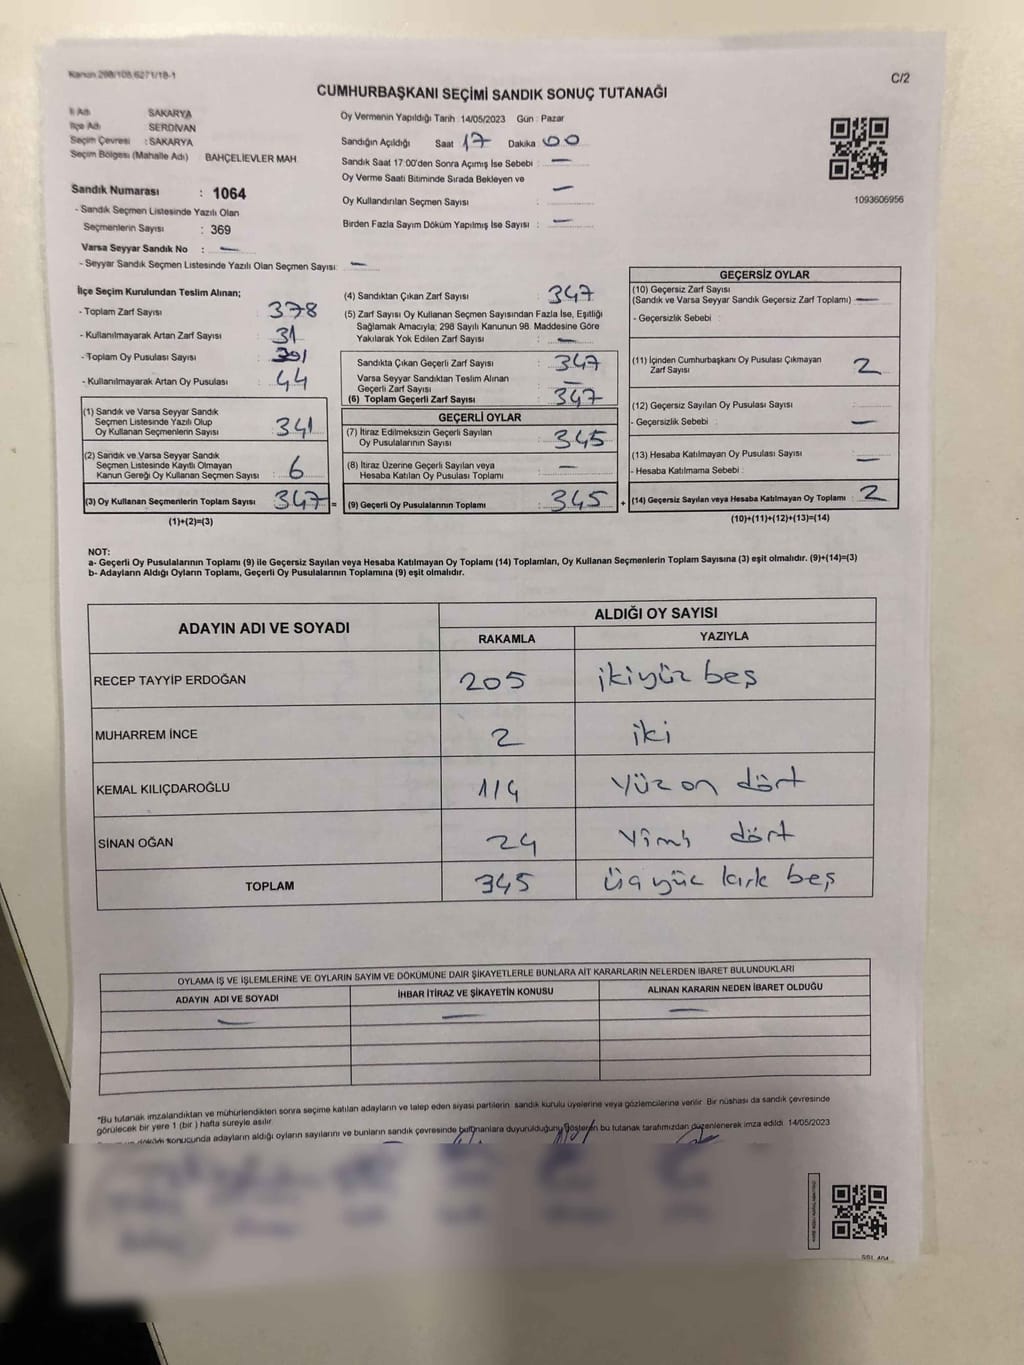 Kanun 298/108,6271/18-1
C/2
CUMHURBAŞKANI SEÇİMİ SANDIK SONUÇ TUTANAĞI
İl Adı SAKARYA
İlçe Adı SERDİVAN
Seçim Çevresi : SAKARYA
Seçim Bölgesi (Mahalle Adı) BAHÇELİEVLER MAH
Sandık Numarası : 1064
- Sandık Seçmen Listesinde Yazılı Olan
Seçmenlerin Sayısı : 369
Varsa Seyyar Sandık No : —
- Seyyar Sandık Seçmen Listesinde Yazılı Olan Seçmen Sayısı: —
Oy Vermenin Yapıldığı Tarih :14/05/2023 Gün : Pazar
Sandığın Açıldığı Saat 17 Dakika 00
Sandık Saat 17:00'den Sonra Açımış İse Sebebi : —
Oy Verme Saati Bitiminde Sırada Bekleyen ve
Oy Kullandırılan Seçmen Sayısı : —
Birden Fazla Sayım Döküm Yapılmış İse Sayısı : —
1093606956
İlçe Seçim Kurulundan Teslim Alınan;
- Toplam Zarf Sayısı : 378
- Kullanılmayarak Artan Zarf Sayısı : 31
- Toplam Oy Pusulası Sayısı : 391
- Kullanılmayarak Artan Oy Pusulası : 44
(1) Sandık ve Varsa Seyyar Sandık
Seçmen Listesinde Yazılı Olup
Oy Kullanan Seçmenlerin Sayısı : 341
(2) Sandık ve Varsa Seyyar Sandık
Seçmen Listesinde Kayıtlı Olmayan
Kanun Gereği Oy Kullanan Seçmen Sayısı : 6
(3) Oy Kullanan Seçmenlerin Toplam Sayısı : 347 =
(1)+(2)=(3)
(4) Sandıktan Çıkan Zarf Sayısı : 347
(5) Zarf Sayısı Oy Kullanan Seçmen Sayısından Fazla İse, Eşitliği
Sağlamak Amacıyla; 298 Sayılı Kanunun 98. Maddesine Göre
Yakılarak Yok Edilen Zarf Sayısı : —
Sandıkta Çıkan Geçerli Zarf Sayısı : 347
Varsa Seyyar Sandıktan Teslim Alınan
Geçerli Zarf Sayısı : —
(6) Toplam Geçerli Zarf Sayısı : 347
GEÇERLİ OYLAR
(7) İtiraz Edilmeksizin Geçerli Sayılan
Oy Pusulalarının Sayısı : 345
(8) İtiraz Üzerine Geçerli Sayılan veya
Hesaba Katılan Oy Pusulası Toplamı : —
(9) Geçerli Oy Pusulalarının Toplamı : 345 +
GEÇERSİZ OYLAR
(10) Geçersiz Zarf Sayısı
(Sandık ve Varsa Seyyar Sandık Geçersiz Zarf Toplamı) —
- Geçersizlik Sebebi :
(11) İçinden Cumhurbaşkanı Oy Pusulası Çıkmayan
Zarf Sayısı : 2
(12) Geçersiz Sayılan Oy Pusulası Sayısı :
- Geçersizlik Sebebi : —
(13) Hesaba Katılmayan Oy Pusulası Sayısı :
- Hesaba Katılmama Sebebi : —
(14) Geçersiz Sayılan veya Hesaba Katılmayan Oy Toplamı : 2
(10)+(11)+(12)+(13)=(14)
NOT:
a- Geçerli Oy Pusulalarının Toplamı (9) ile Geçersiz Sayılan veya Hesaba Katılmayan Oy Toplamı (14) Toplamları, Oy Kullanan Seçmenlerin Toplam Sayısına (3) eşit olmalıdır. (9)+(14)=(3)
b- Adayların Aldığı Oyların Toplamı, Geçerli Oy Pusulalarının Toplamına (9) eşit olmalıdır.
ADAYIN ADI VE SOYADI ALDIĞI OY SAYISI
RAKAMLA YAZIYLA
RECEP TAYYİP ERDOĞAN 205 ikiyüz beş
MUHARREM İNCE 2 iki
KEMAL KILIÇDAROĞLU 114 yüz on dört
SİNAN OĞAN 24 Yirmi dört
TOPLAM 345 üç yüz kırk beş
OYLAMA İŞ VE İŞLEMLERİNE VE OYLARIN SAYIM VE DÖKÜMÜNE DAİR ŞİKAYETLERLE BUNLARA AİT KARARLARIN NELERDEN İBARET BULUNDUKLARI
ADAYIN ADI VE SOYADI İHBAR İTİRAZ VE ŞİKAYETİN KONUSU ALINAN KARARIN NEDEN İBARET OLDUĞU
— — —
*Bu tutanak imzalandıktan ve mühürlendikten sonra seçime katılan adayların ve talep eden siyasi partilerin sandık kurulu üyelerine veya gözlemcilerine verilir. Bir nüshası da sandık çevresinde
görülecek bir yere 1 (bir ) hafta süreyle asılır.
sonucunda adayların aldığı oyların sayılarını ve bunların sandık çevresinde bulunanlara duyurulduğunu gösteren bu tutanak tarafımızdan düzenlenerek imza edildi. 14/05/2023